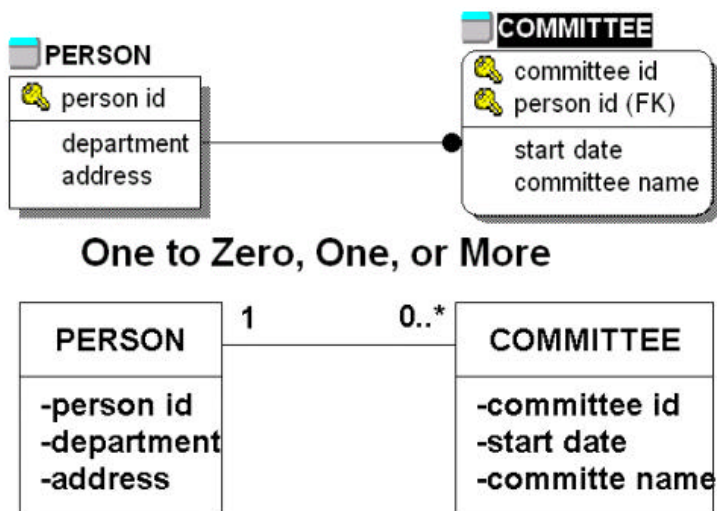 PERSON
person id
department
address
COMMITTEE
committee id
person id (FK)
start date
committee name
One to Zero, One, or More
PERSON
-person id
-department
-address
1
0..*
COMMITTEE
-committee id
-start date
-committe name